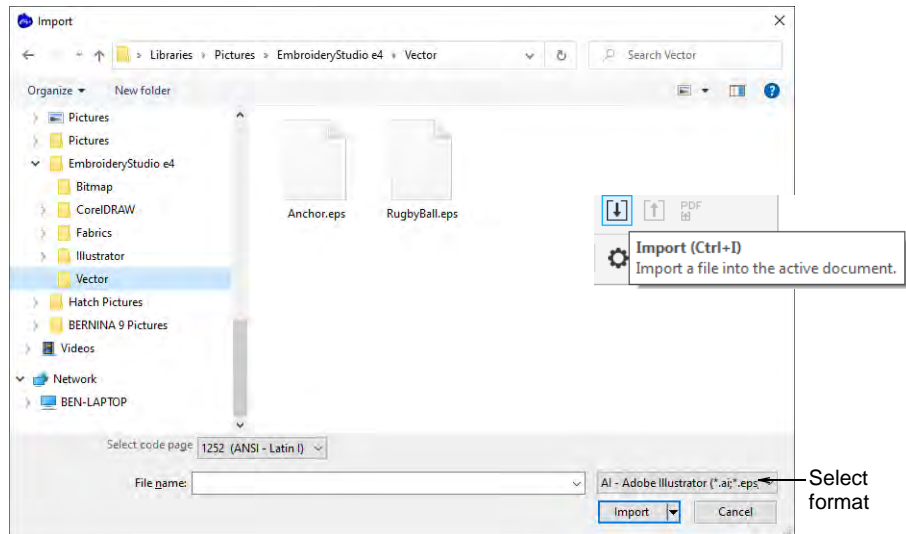 Import
Libraries › Pictures › EmbroideryStudio e4 › Vector
Search Vector
Organize
New folder
Pictures
Pictures
EmbroideryStudio e4
Bitmap
CorelDRAW
Fabrics
Illustrator
Vector
Hatch Pictures
BERNINA 9 Pictures
Videos
Network
BEN-LAPTOP
Anchor.eps
RugbyBall.eps
PDF
Import (Ctrl+I)
Import a file into the active document.
Select code page
1252 (ANSI - Latin I)
File name:
AI - Adobe Illustrator (*.ai;*.eps
Select
format
Import
Cancel